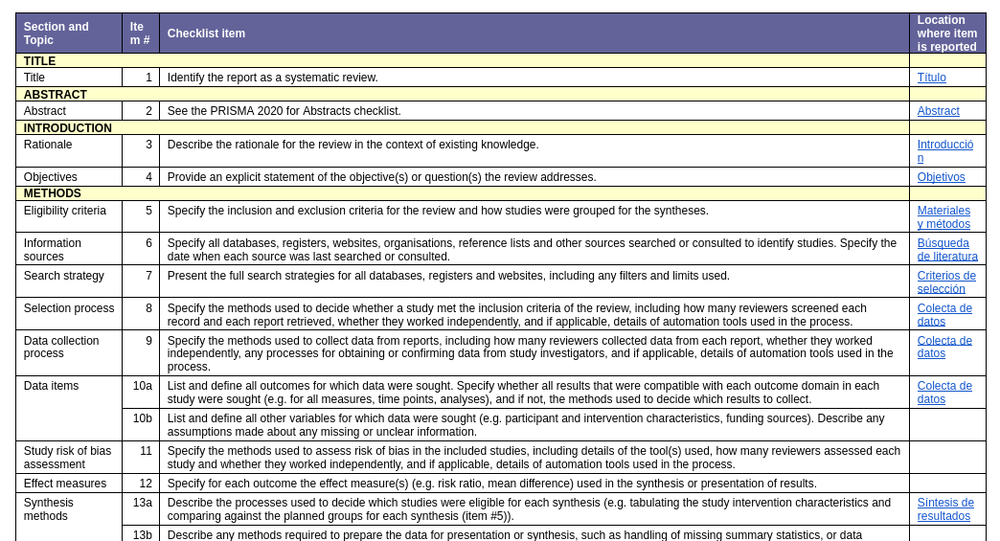 Section and Topic
Ite m #
Checklist item
Location where item is reported
TITLE
Title 1 Identify the report as a systematic review. Título
ABSTRACT
Abstract 2 See the PRISMA 2020 for Abstracts checklist. Abstract
INTRODUCTION
Rationale 3 Describe the rationale for the review in the context of existing knowledge. Introducció
n
Objectives 4 Provide an explicit statement of the objective(s) or question(s) the review addresses. Objetivos
METHODS
Eligibility criteria 5 Specify the inclusion and exclusion criteria for the review and how studies were grouped for the syntheses. Materiales
y métodos
Information 6 Specify all databases, registers, websites, organisations, reference lists and other sources searched or consulted to identify studies. Specify the Búsqueda
sources date when each source was last searched or consulted. de literatura
Search strategy 7 Present the full search strategies for all databases, registers and websites, including any filters and limits used. Criterios de
selección
Selection process 8 Specify the methods used to decide whether a study met the inclusion criteria of the review, including how many reviewers screened each Colecta de
record and each report retrieved, whether they worked independently, and if applicable, details of automation tools used in the process. datos
Data collection 9 Specify the methods used to collect data from reports, including how many reviewers collected data from each report, whether they worked Colecta de
process independently, any processes for obtaining or confirming data from study investigators, and if applicable, details of automation tools used in the datos
process.
Data items 10a List and define all outcomes for which data were sought. Specify whether all results that were compatible with each outcome domain in each Colecta de
study were sought (e.g. for all measures, time points, analyses), and if not, the methods used to decide which results to collect. datos
10b List and define all other variables for which data were sought (e.g. participant and intervention characteristics, funding sources). Describe any
assumptions made about any missing or unclear information.
Study risk of bias 11 Specify the methods used to assess risk of bias in the included studies, including details of the tool(s) used, how many reviewers assessed each
assessment study and whether they worked independently, and if applicable, details of automation tools used in the process.
Effect measures 12 Specify for each outcome the effect measure(s) (e.g. risk ratio, mean difference) used in the synthesis or presentation of results.
Synthesis 13a Describe the processes used to decide which studies were eligible for each synthesis (e.g. tabulating the study intervention characteristics and Síntesis de
methods comparing against the planned groups for each synthesis (item #5)). resultados
13b Describe any methods required to prepare the data for presentation or synthesis, such as handling of missing summary statistics, or data